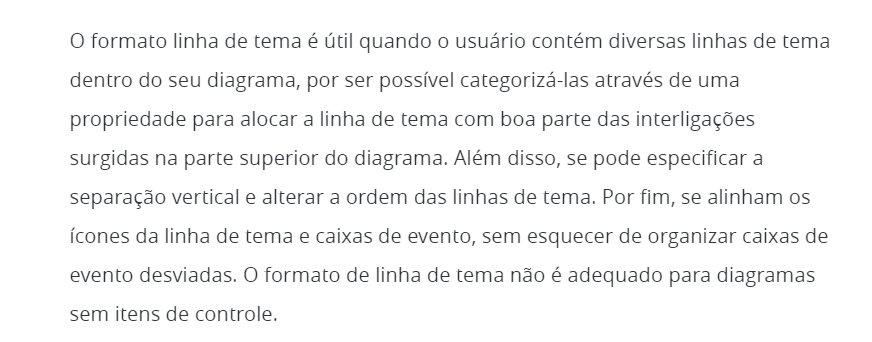 O formato linha de tema é útil quando o usuário contém diversas linhas de tema
dentro do seu diagrama, por ser possível categorizá-las através de uma
propriedade para alocar a linha de tema com boa parte das interligações
surgidas na parte superior do diagrama. Além disso, se pode especificar a
separação vertical e alterar a ordem das linhas de tema. Por fim, se alinham os
ícones da linha de tema e caixas de evento, sem esquecer de organizar caixas de
evento desviadas. O formato de linha de tema não é adequado para diagramas
sem itens de controle.